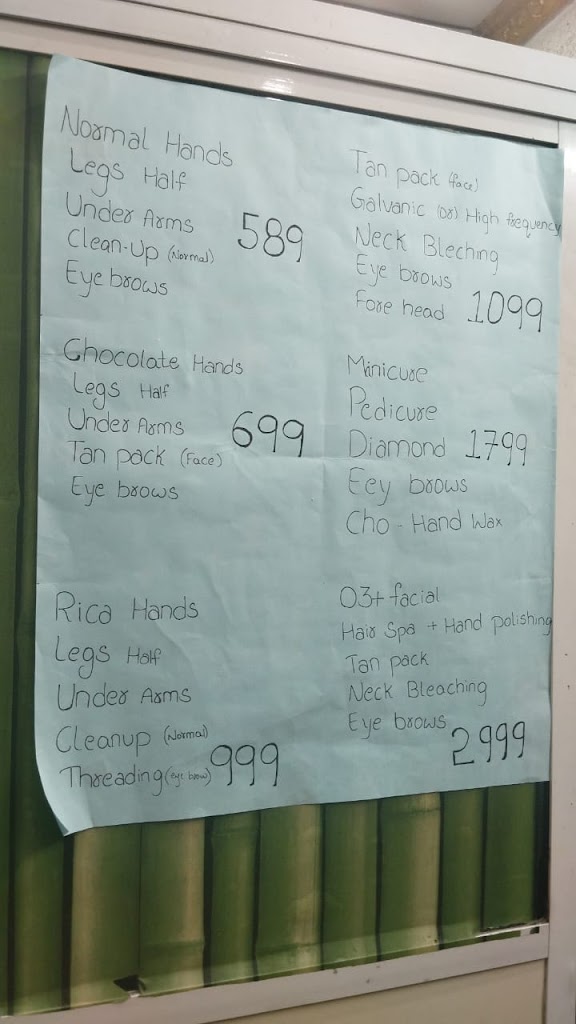 Normal Hands
Legs Half
Under Arms
Clean-Up (Normal)
589
Eye brows
Chocolate Hands
Legs Half
Under Arms
699
Tan pack (Face)
Eye brows
Rica Hands
Legs Half
Under Arms
Cleanup (Normal)
Threading (eye brow) 999
Tan pack (face)
Galvanic (or) High frequency
Neck Bleching
Eye brows
Fore head 1099
Minicure
Pedicure
Diamond 1799
Eey brows
Cho - Hand Wax
O3+ facial
Hair Spa + Hand polishing
Tan pack
Neck Bleaching
Eye brows
2999